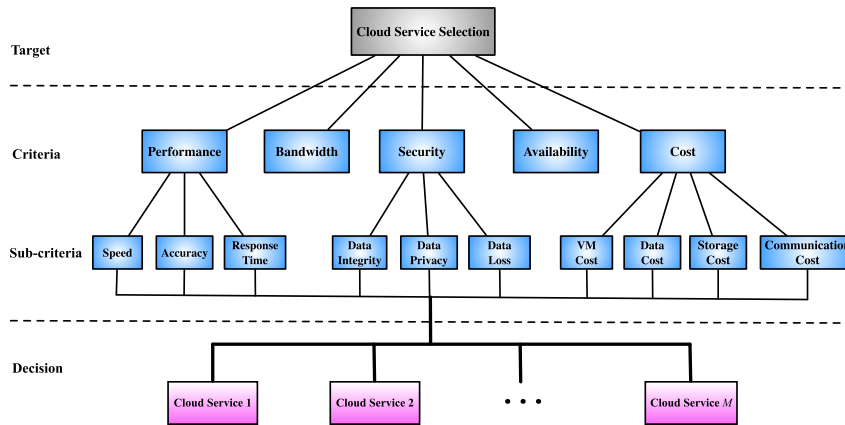 Cloud Service Selection
Target
Criteria
Performance
Bandwidth
Security
Availability
Cost
Sub-criteria
Speed
Accuracy
Response
Time
Data
Integrity
Data
Privacy
Data
Loss
VM
Cost
Data
Cost
Storage
Cost
Communication
Cost
Decision
Cloud Service 1
Cloud Service 2
• • •
Cloud Service M